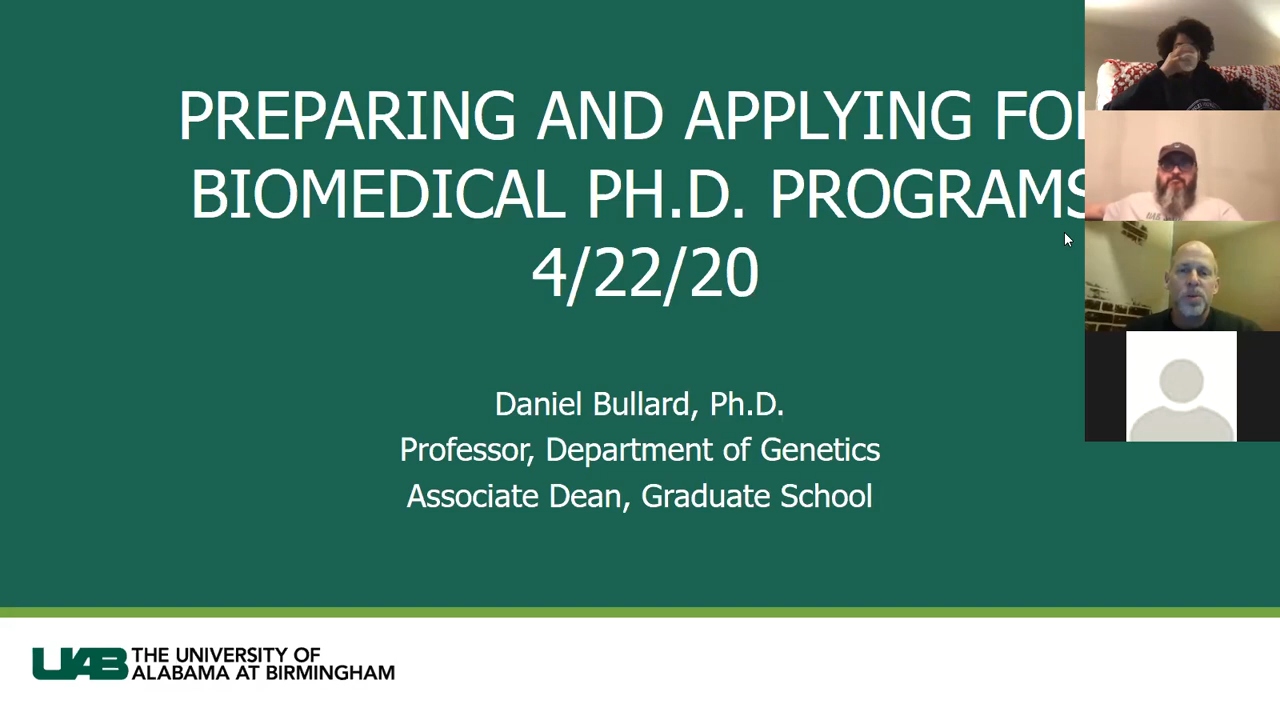 PREPARING AND APPLYING FOR
BIOMEDICAL PH.D. PROGRAMS
4/22/20
Daniel Bullard, Ph.D.
Professor, Department of Genetics
Associate Dean, Graduate School
UAB THE UNIVERSITY OF
ALABAMA AT BIRMINGHAM